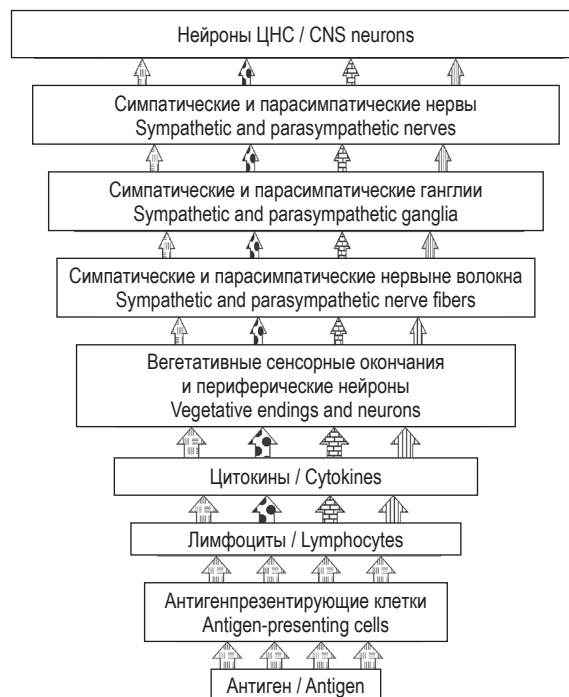 Нейроны ЦНС / CNS neurons
Симпатические и парасимпатические нервы
Sympathetic and parasympathetic nerves
Симпатические и парасимпатические ганглии
Sympathetic and parasympathetic ganglia
Симпатические и парасимпатические нервыне волокна
Sympathetic and parasympathetic nerve fibers
Вегетативные сенсорные окончания
и периферические нейроны
Vegetative endings and neurons
Цитокины / Cytokines
Лимфоциты / Lymphocytes
Антигенпрезентирующие клетки
Antigen-presenting cells
Антиген / Antigen